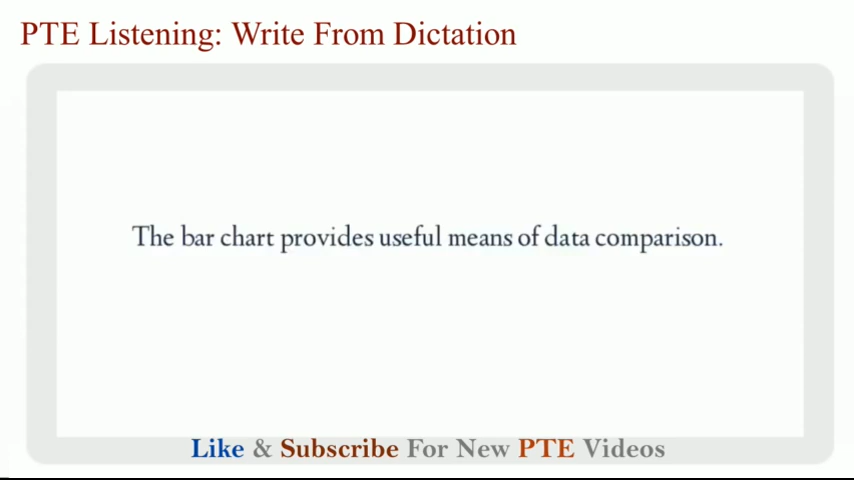 PTE Listening: Write From Dictation
The bar chart provides useful means of data comparison.
Like & Subscribe For New PTE Videos